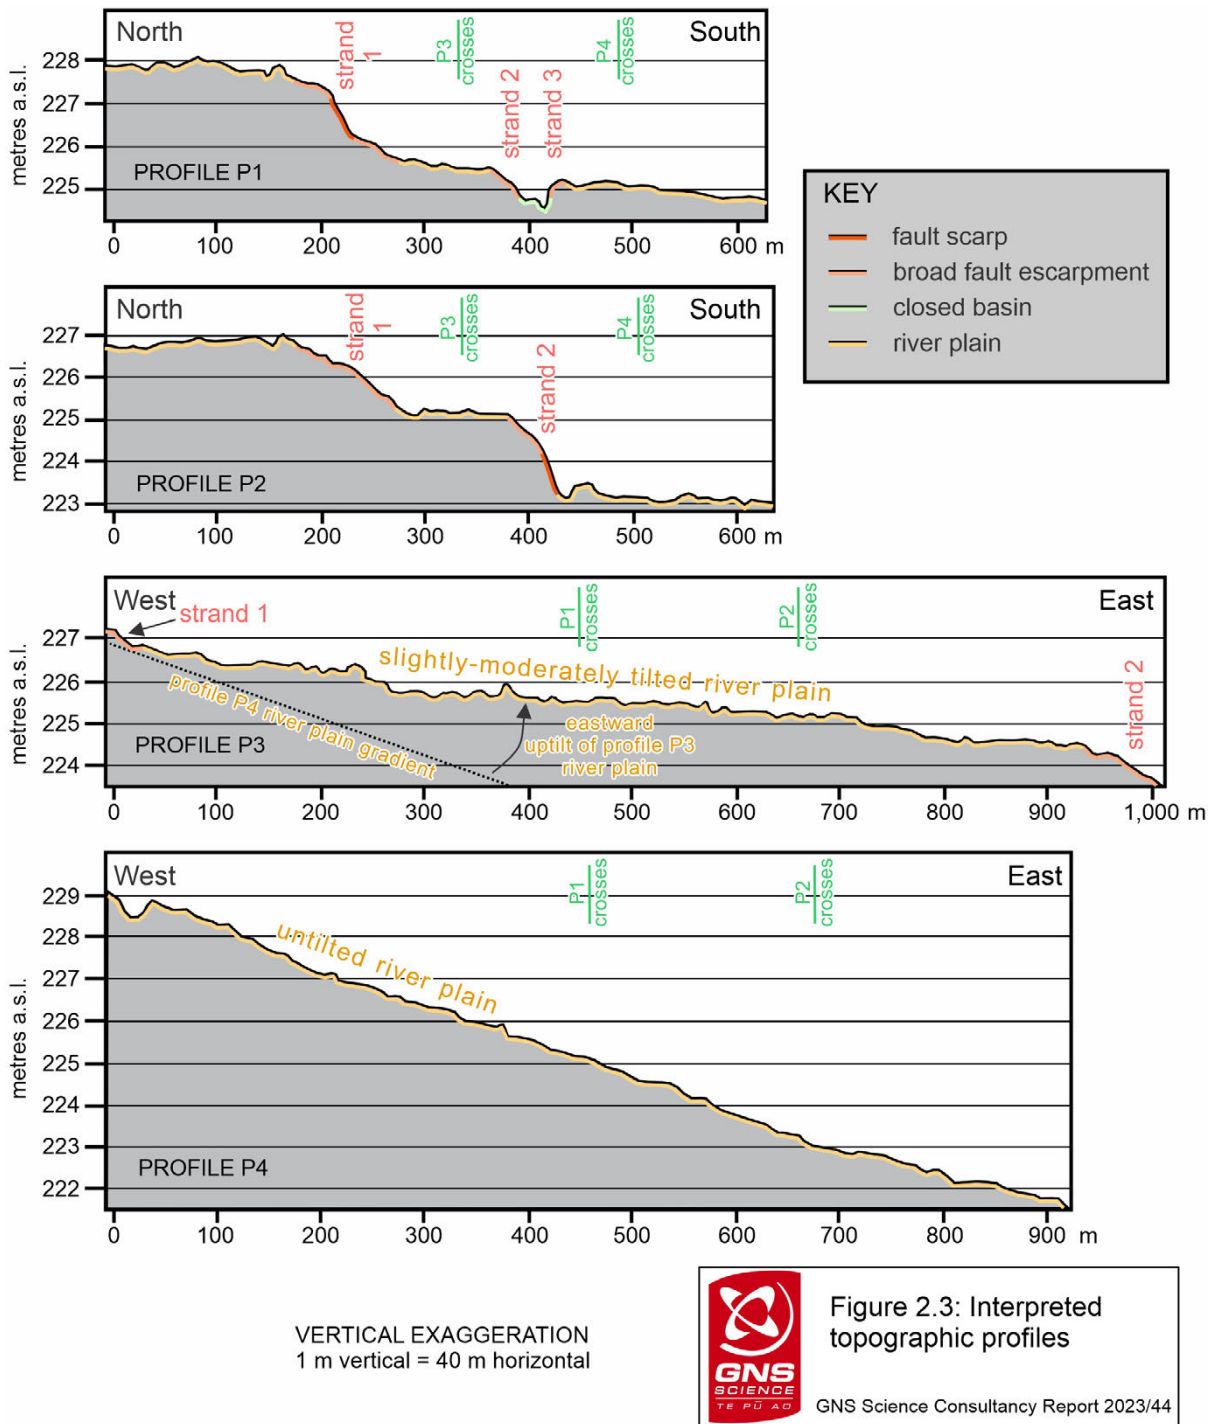 North
South
strand 1
P3 crosses
strand 2
strand 3
P4 crosses
metres a.s.l.
228
227
226
225
PROFILE P1
0 100 200 300 400 500 600 m
KEY
fault scarp
broad fault escarpment
closed basin
river plain
North
South
strand 1
P3 crosses
strand 2
P4 crosses
metres a.s.l.
227
226
225
224
223
PROFILE P2
0 100 200 300 400 500 600 m
West
East
strand 1
P1 crosses
P2 crosses
strand 2
slightly-moderately tilted river plain
profile P4 river plain gradient
eastward
uptilt of profile P3
river plain
metres a.s.l.
227
226
225
224
PROFILE P3
0 100 200 300 400 500 600 700 800 900 1,000 m
West
East
P1 crosses
P2 crosses
untilted river plain
metres a.s.l.
229
228
227
226
225
224
223
222
PROFILE P4
0 100 200 300 400 500 600 700 800 900 m
VERTICAL EXAGGERATION
1 m vertical = 40 m horizontal
GNS
SCIENCE
TE PŪ AO
Figure 2.3: Interpreted
topographic profiles
GNS Science Consultancy Report 2023/44